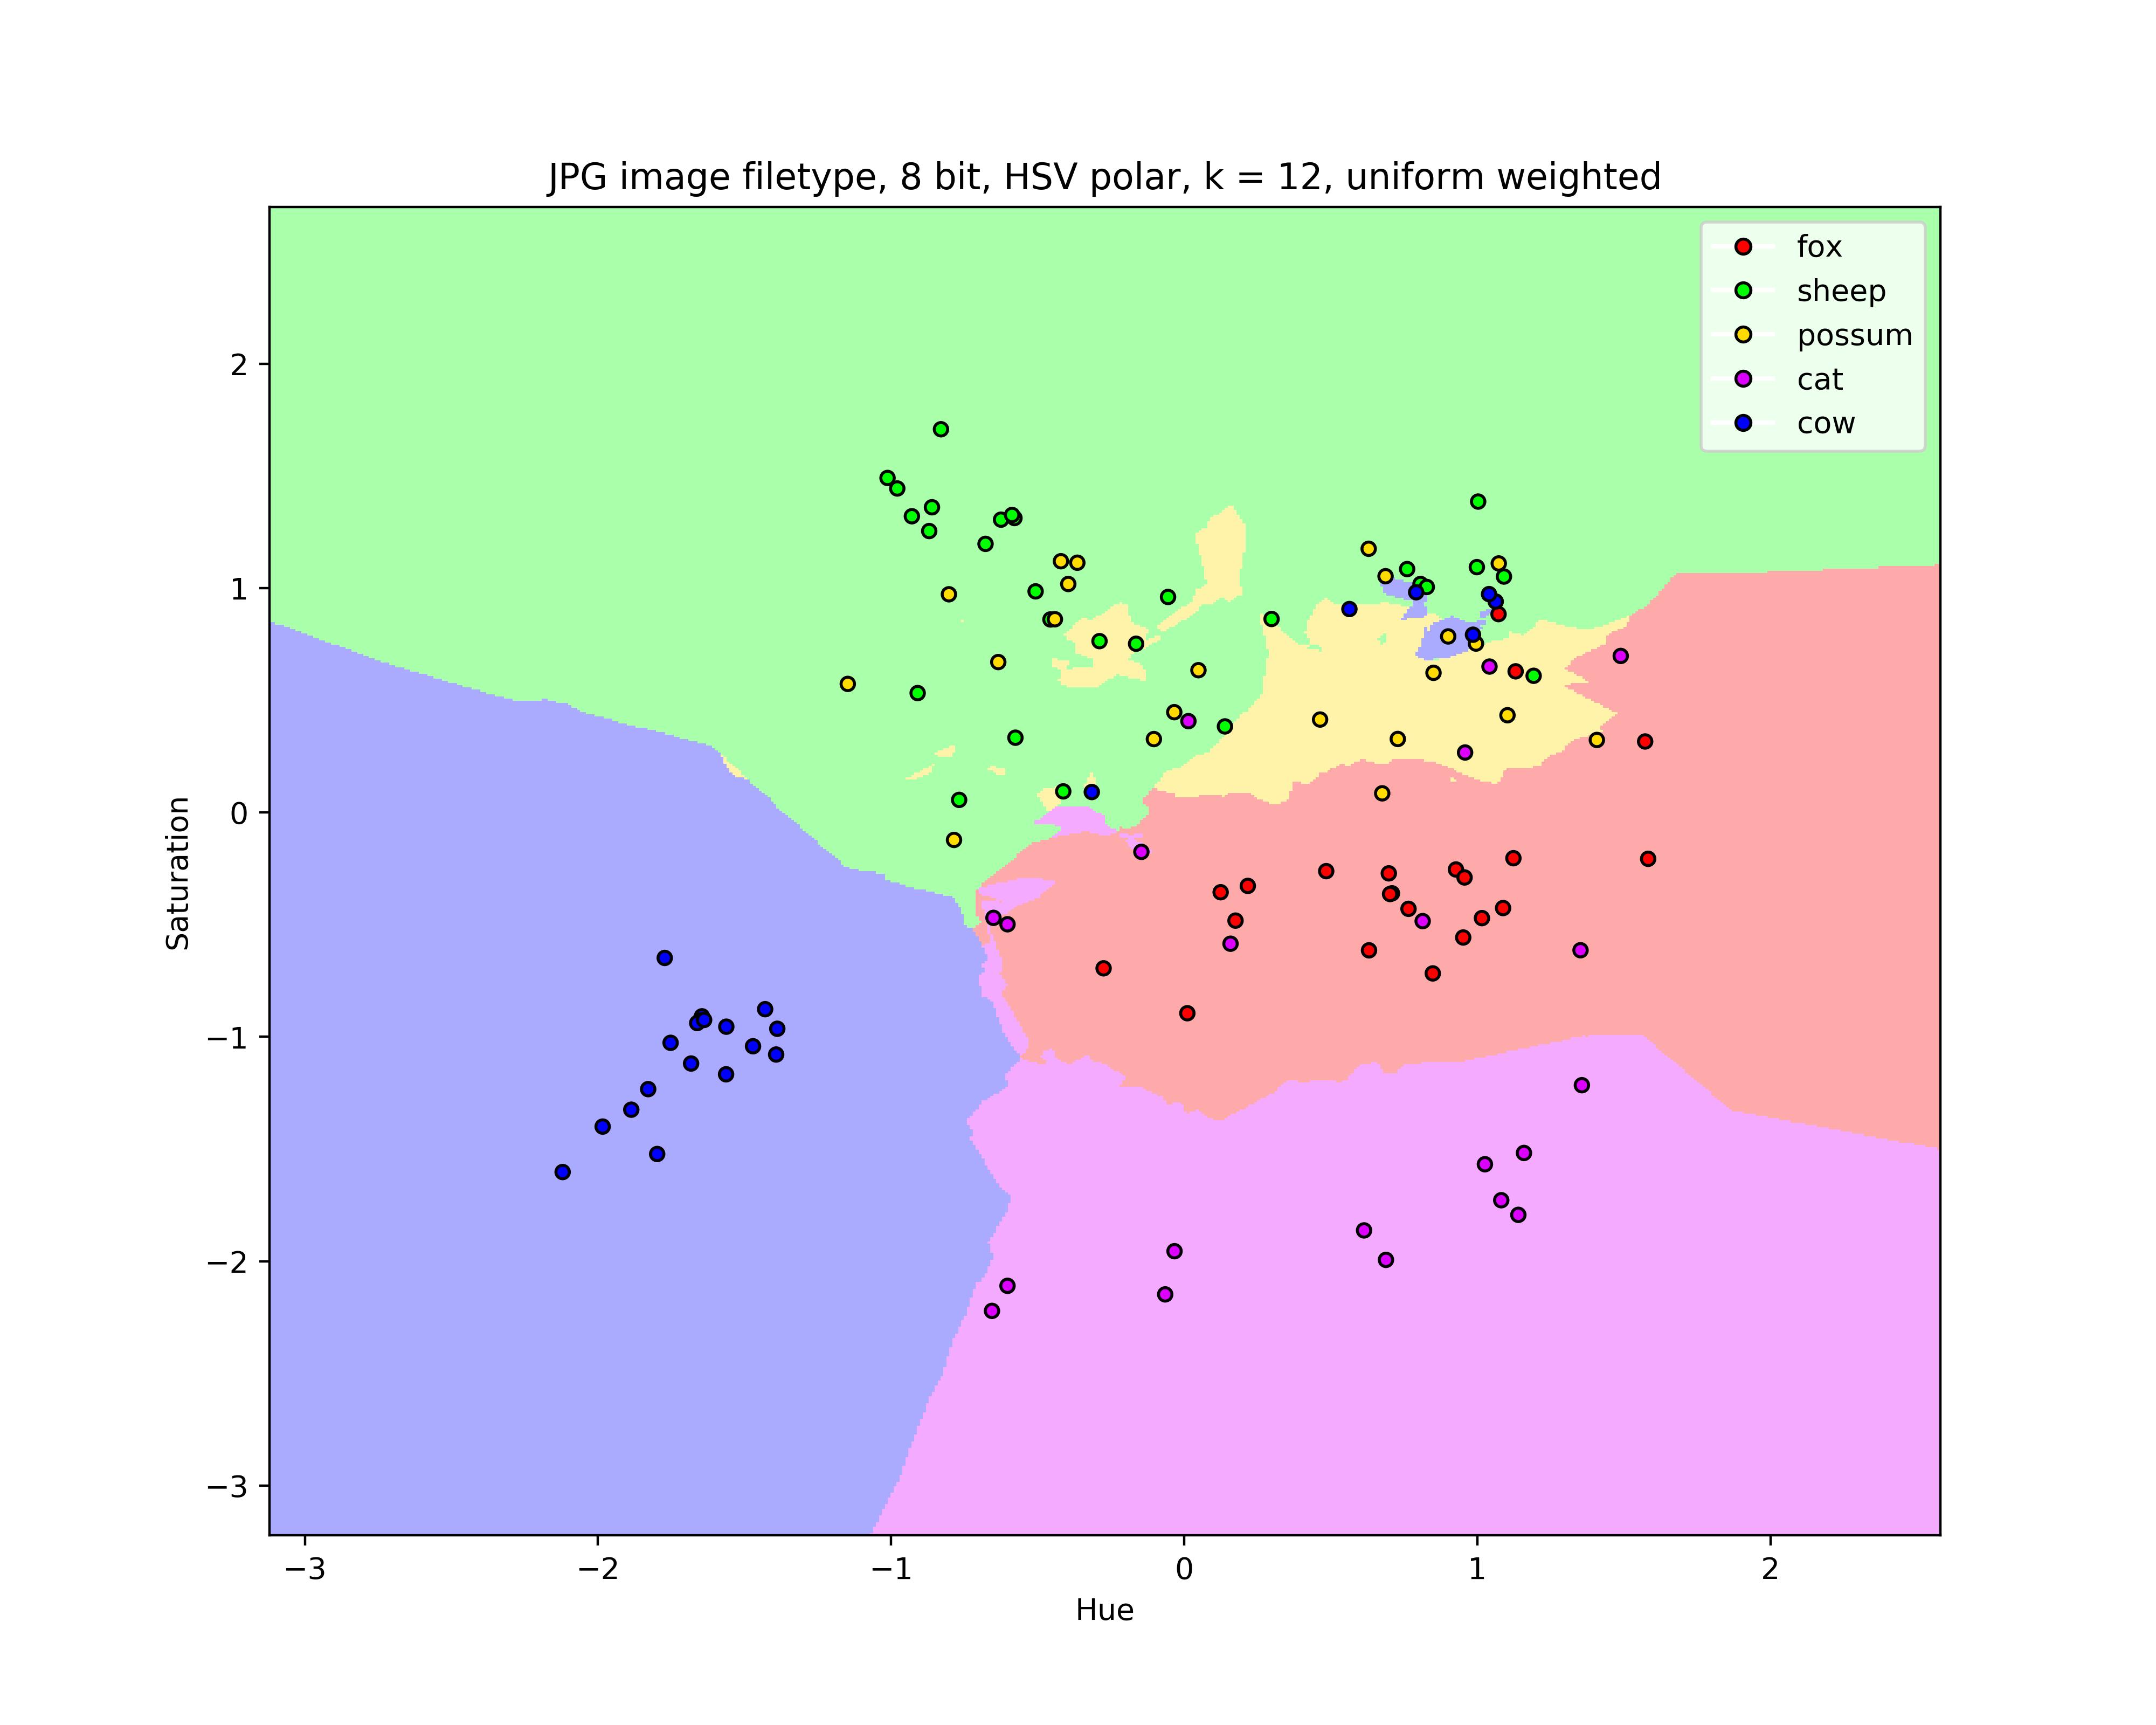 JPG image filetype, 8 bit, HSV polar, k = 12, uniform weighted
fox
sheep
possum
cat
cow
2
1
0
−1
−2
−3
Saturation
−3
−2
−1
0
1
2
Hue